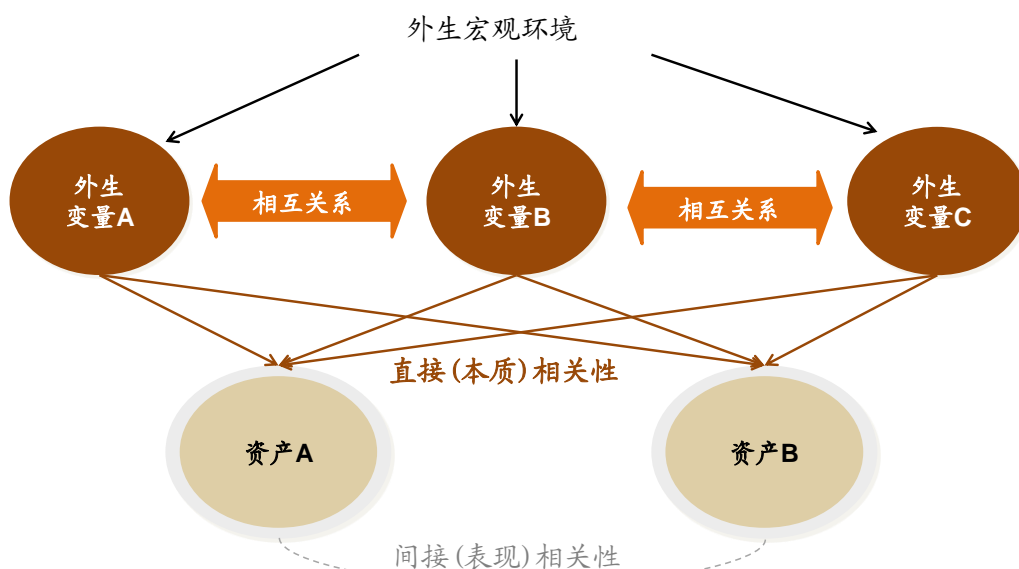 外生宏观环境
外生
变量A
相互关系
外生
变量B
相互关系
外生
变量C
直接(本质)相关性
资产A
资产B
间接(表现)相关性